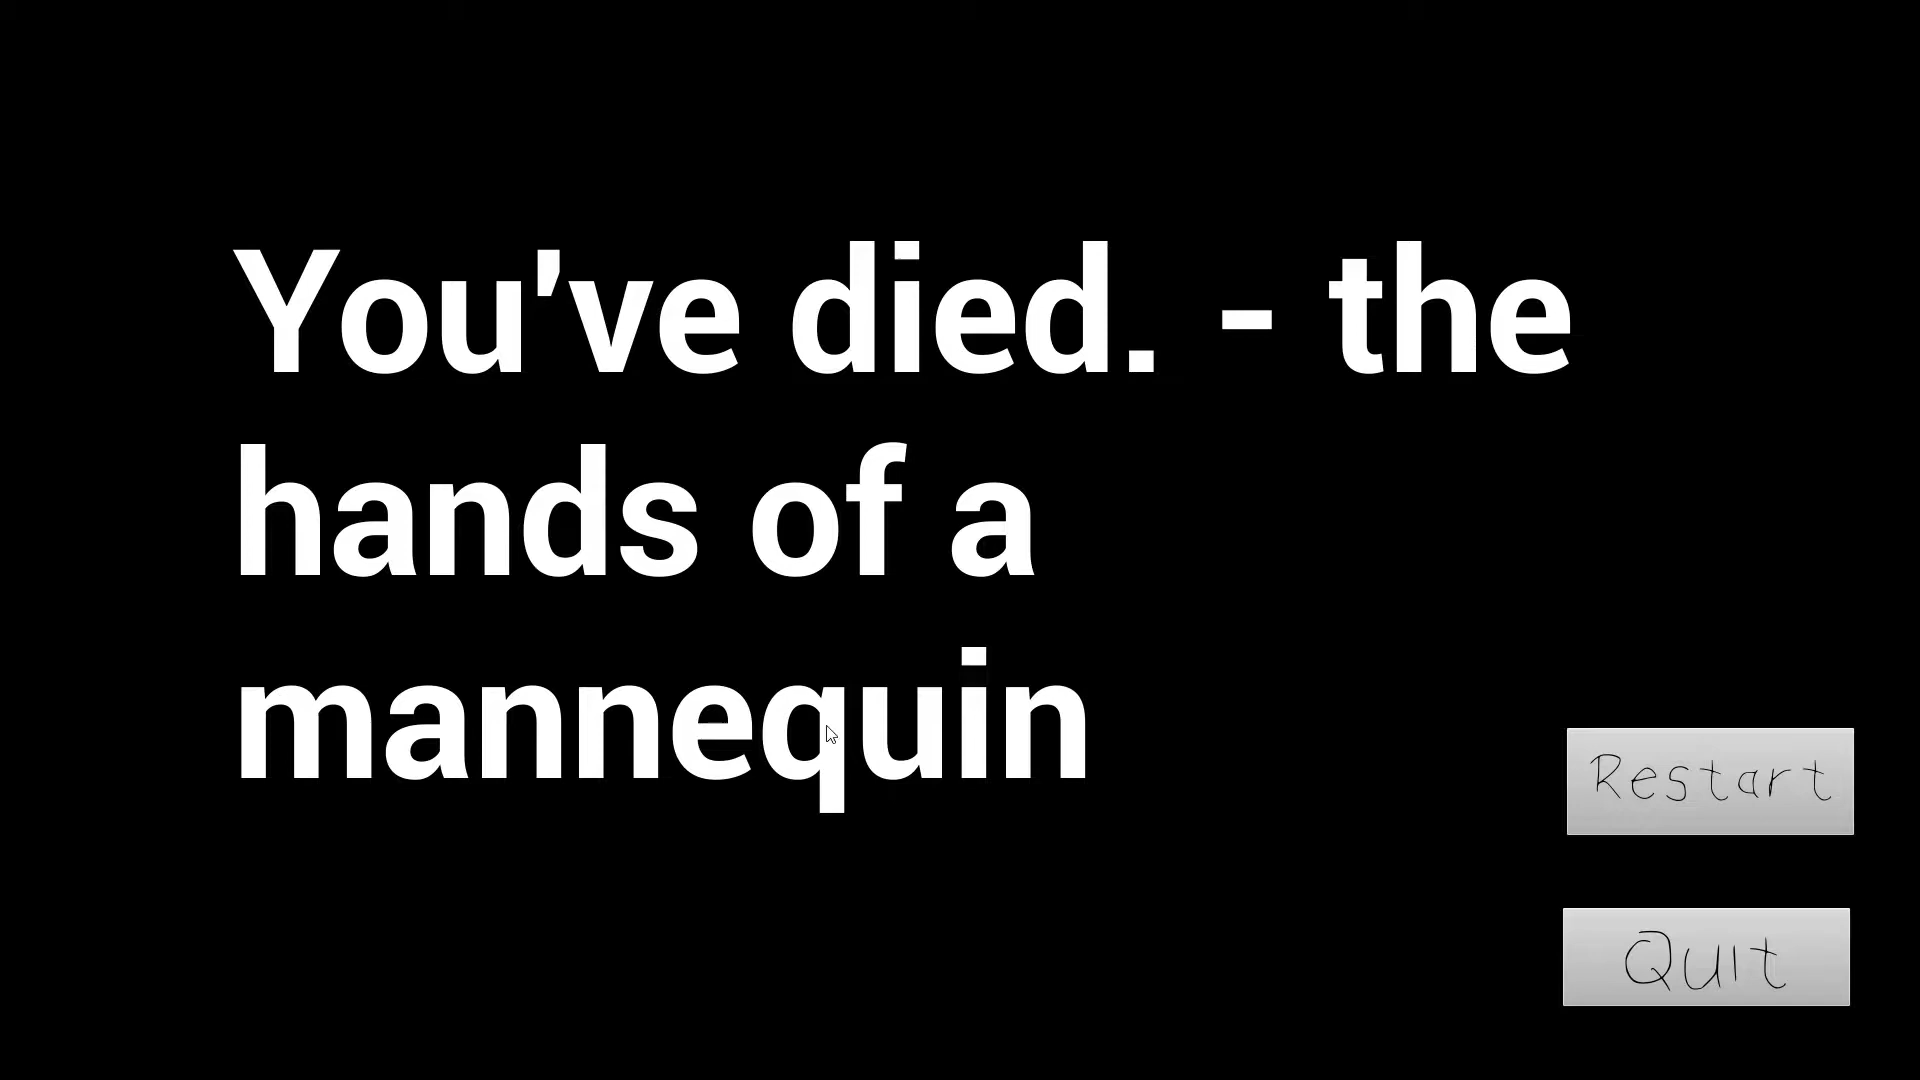 You've died. - the
hands of a
mannequin
Restart
Quit